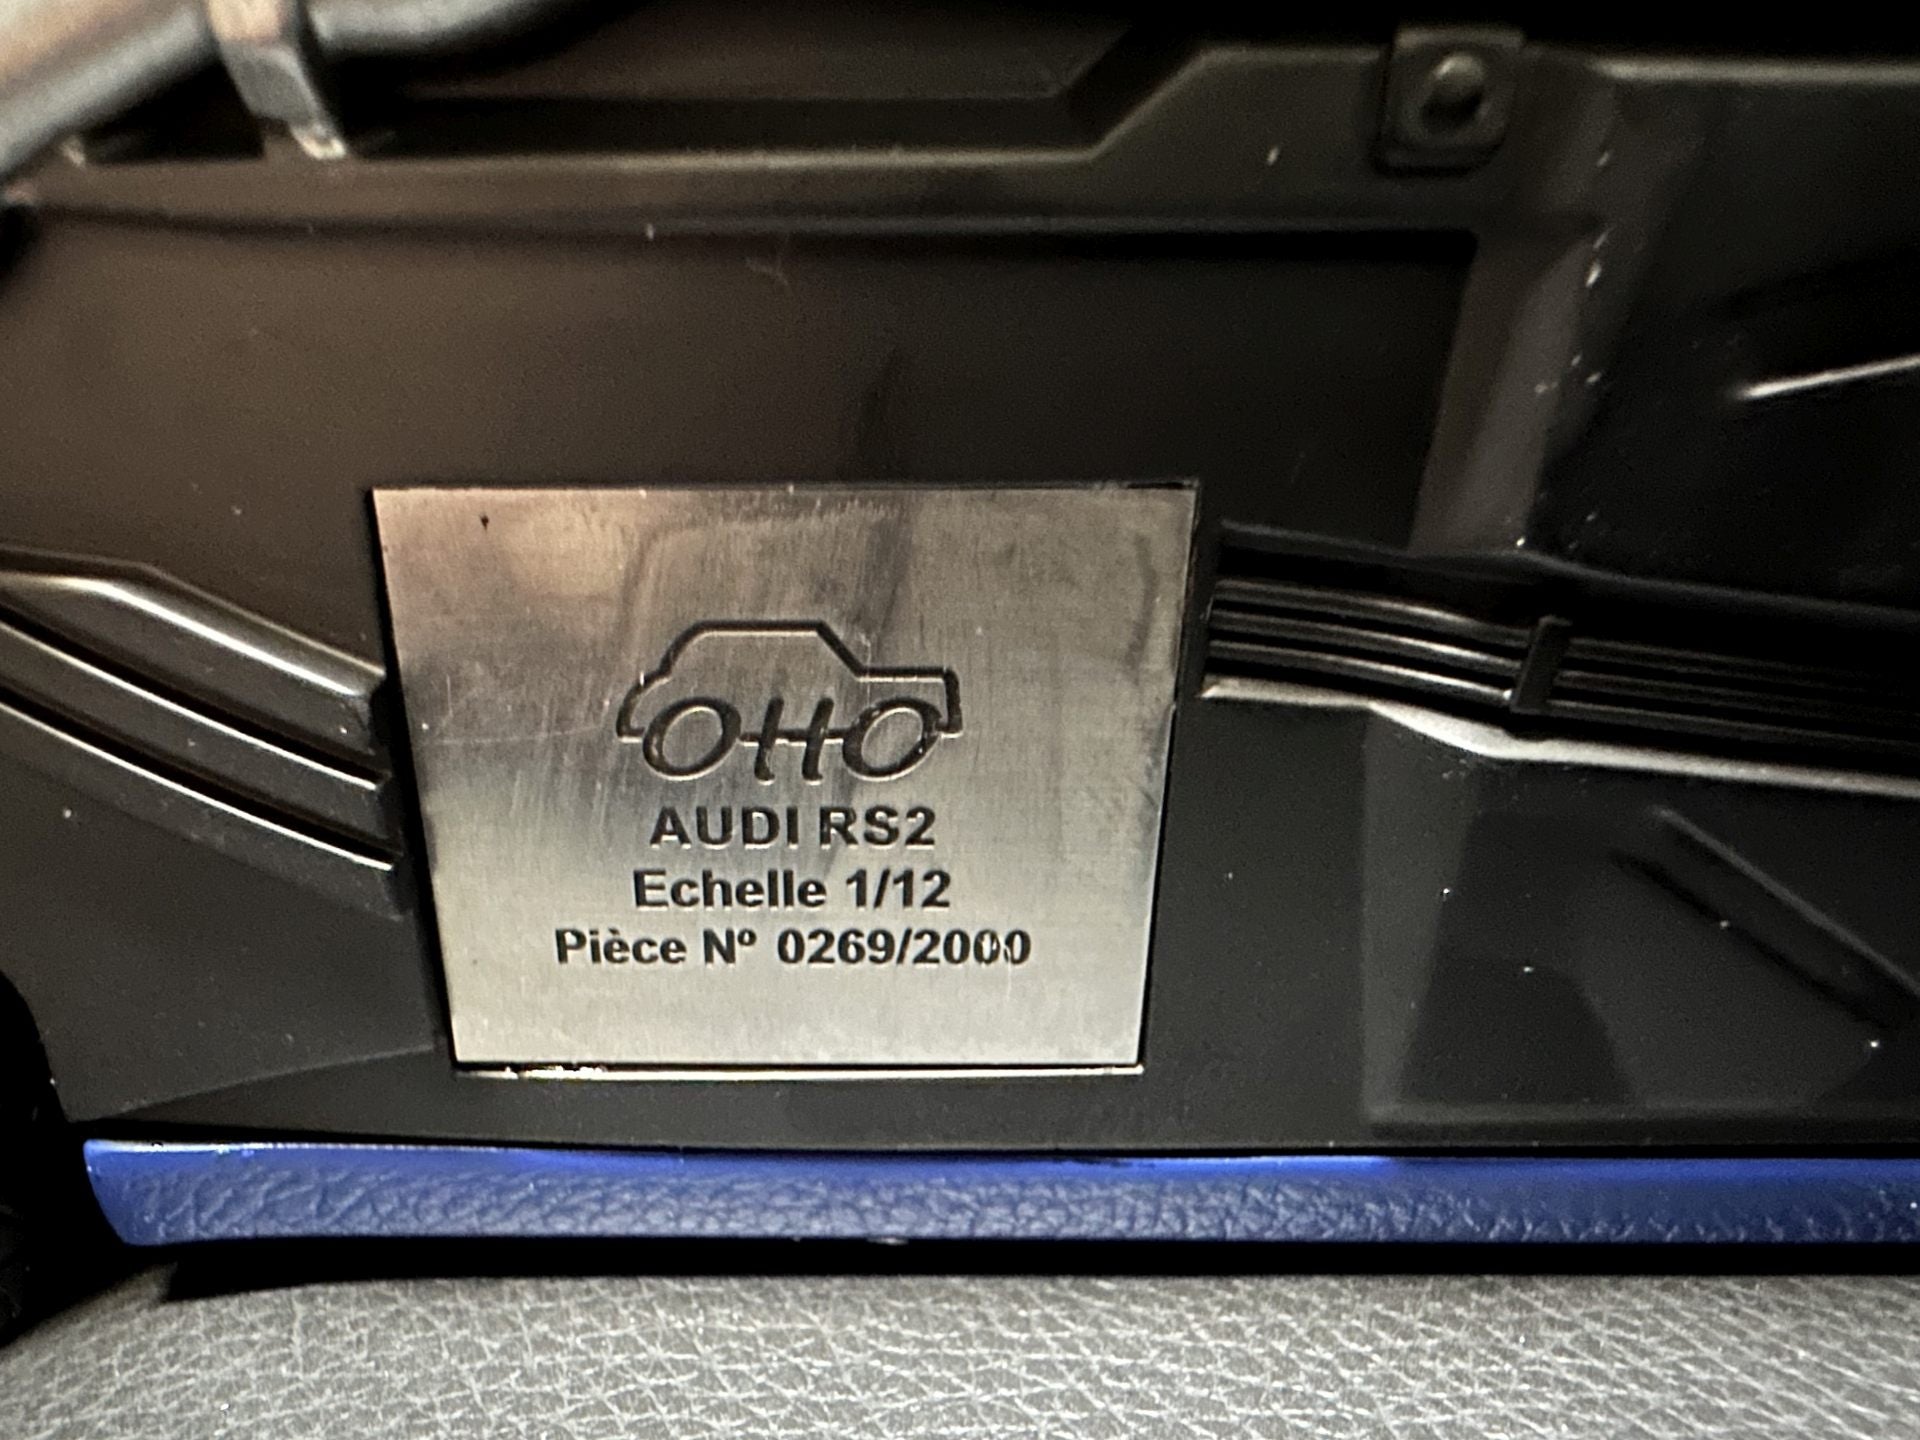 OttO
AUDI RS2
Echelle 1/12
Pièce Nº 0269/2000